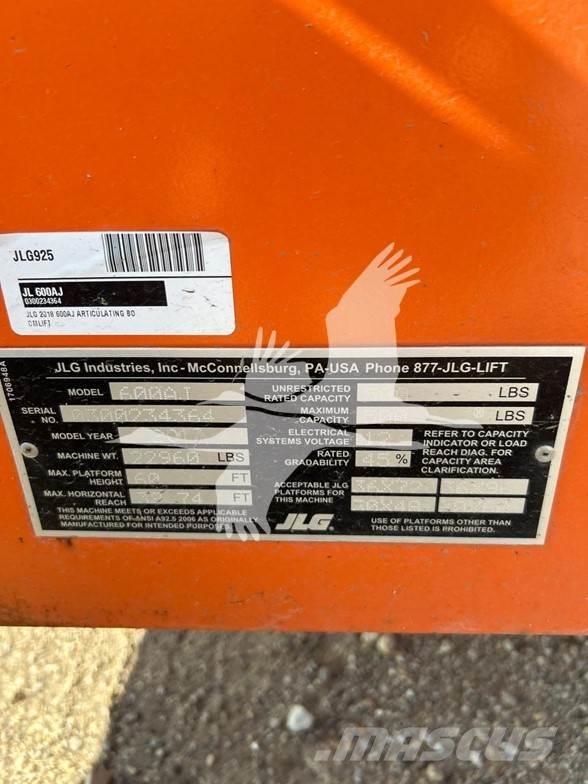 JLG925
JL 600AJ
0300234364
JLG 2018 600AJ ARTICULATING BO
OMLIFT
1706948A
JLG Industries, Inc - McConnellsburg, PA-USA Phone 877-JLG-LIFT
MODEL 600AJ
SERIAL NO. 0300234364
MODEL YEAR
MACHINE WT. 22960 LBS
MAX. PLATFORM HEIGHT 60 FT
MAX. HORIZONTAL REACH 74 FT
THIS MACHINE MEETS OR EXCEEDS APPLICABLE
REQUIREMENTS OF ANSI A92.5 2006 AS ORIGINALLY
MANUFACTURED FOR INTENDED PURPOSES
UNRESTRICTED RATED CAPACITY LBS
MAXIMUM CAPACITY LBS
ELECTRICAL SYSTEMS VOLTAGE
RATED GRADABILITY 45 %
REFER TO CAPACITY
INDICATOR OR LOAD
REACH DIAG. FOR
CAPACITY AREA
CLARIFICATION.
ACCEPTABLE JLG
PLATFORMS FOR
THIS MACHINE
JLG
USE OF PLATFORMS OTHER THAN
THOSE LISTED IS PROHIBITED.
MASCUS